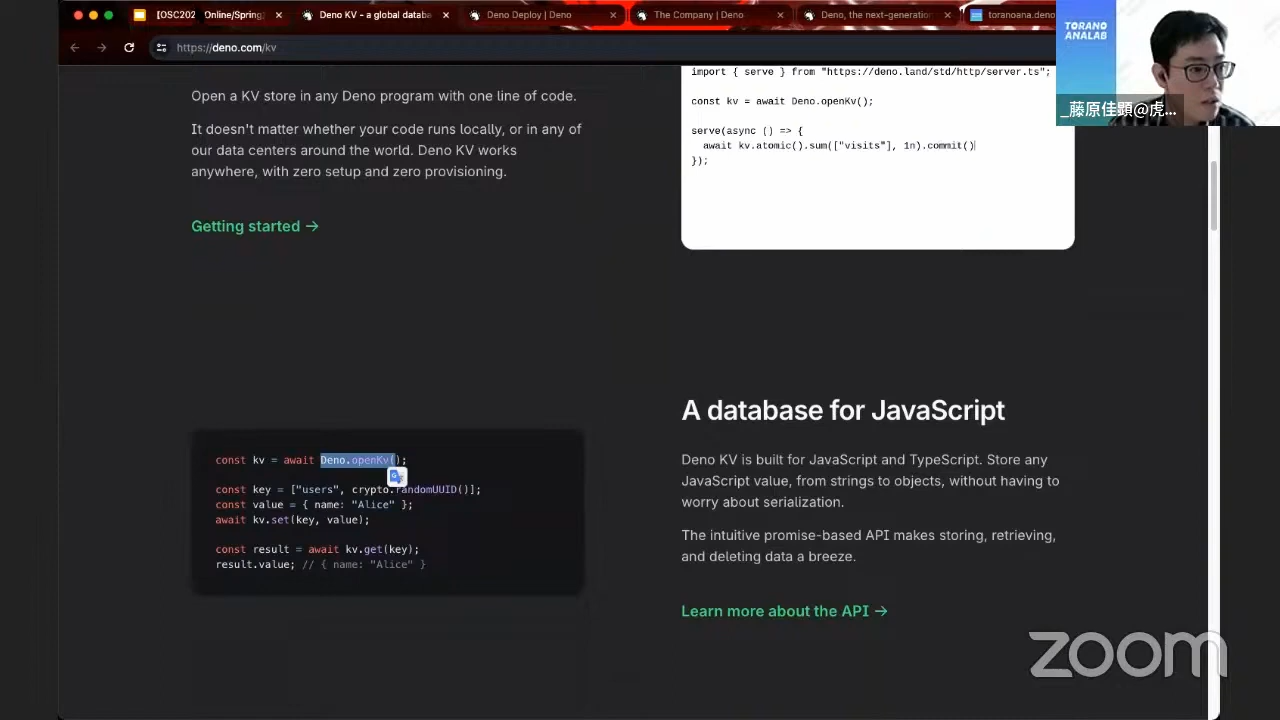 [OSC202
Online/Spring]
Deno KV - a global databa
Deno Deploy | Deno
The Company | Deno
Deno, the next-generation
toranoana.deno
https://deno.com/kv
TORANO
ANALAB
_藤原佳顕@虎...
Open a KV store in any Deno program with one line of code.
It doesn't matter whether your code runs locally, or in any of
our data centers around the world. Deno KV works
anywhere, with zero setup and zero provisioning.
Getting started →
import { serve } from "https://deno.land/std/http/server.ts";
const kv = await Deno.openKv();
serve(async () => {
await kv.atomic().sum(["visits"], 1n).commit()
});
const kv = await Deno.openKv();
const key = ["users", crypto.randomUUID()];
const value = { name: "Alice" };
await kv.set(key, value);
const result = await kv.get(key);
result.value; // { name: "Alice" }
A database for JavaScript
Deno KV is built for JavaScript and TypeScript. Store any
JavaScript value, from strings to objects, without having to
worry about serialization.
The intuitive promise-based API makes storing, retrieving,
and deleting data a breeze.
Learn more about the API →
zoom